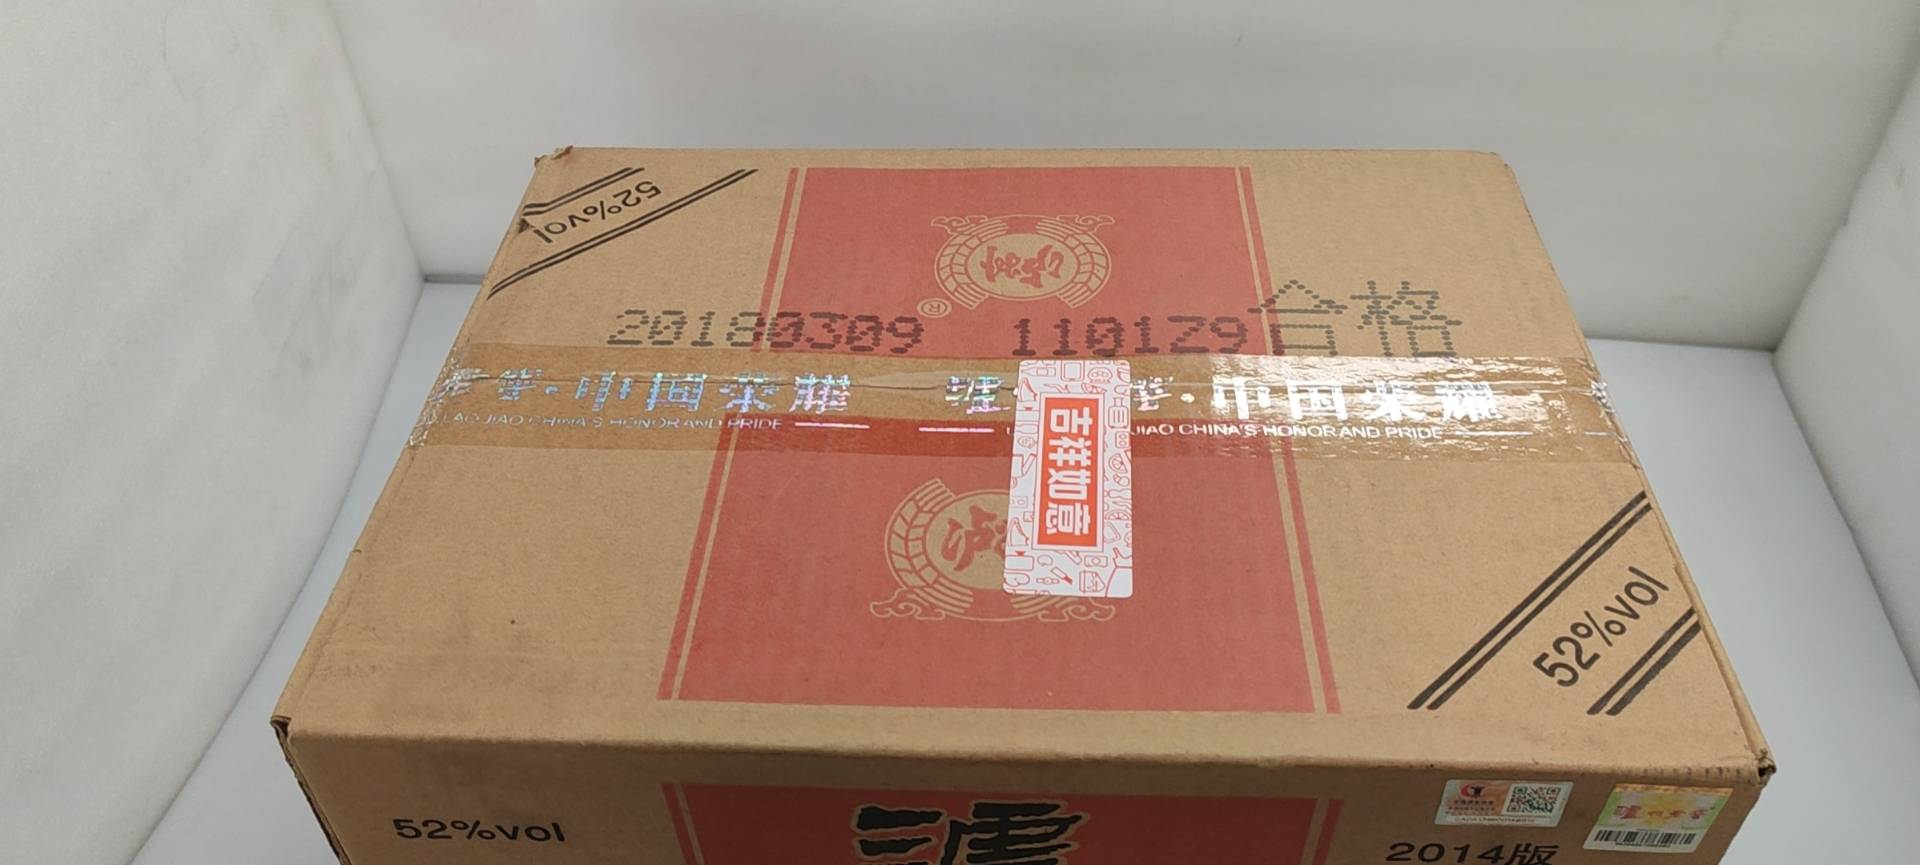 52%vol
®
20180309 110129合格
·中国荣耀 ·中国荣耀
LAO JIAO CHINA'S HONOR AND PRIDE JIAO CHINA'S HONOR AND PRIDE
吉祥如意
52%vol
52%vol
2014版